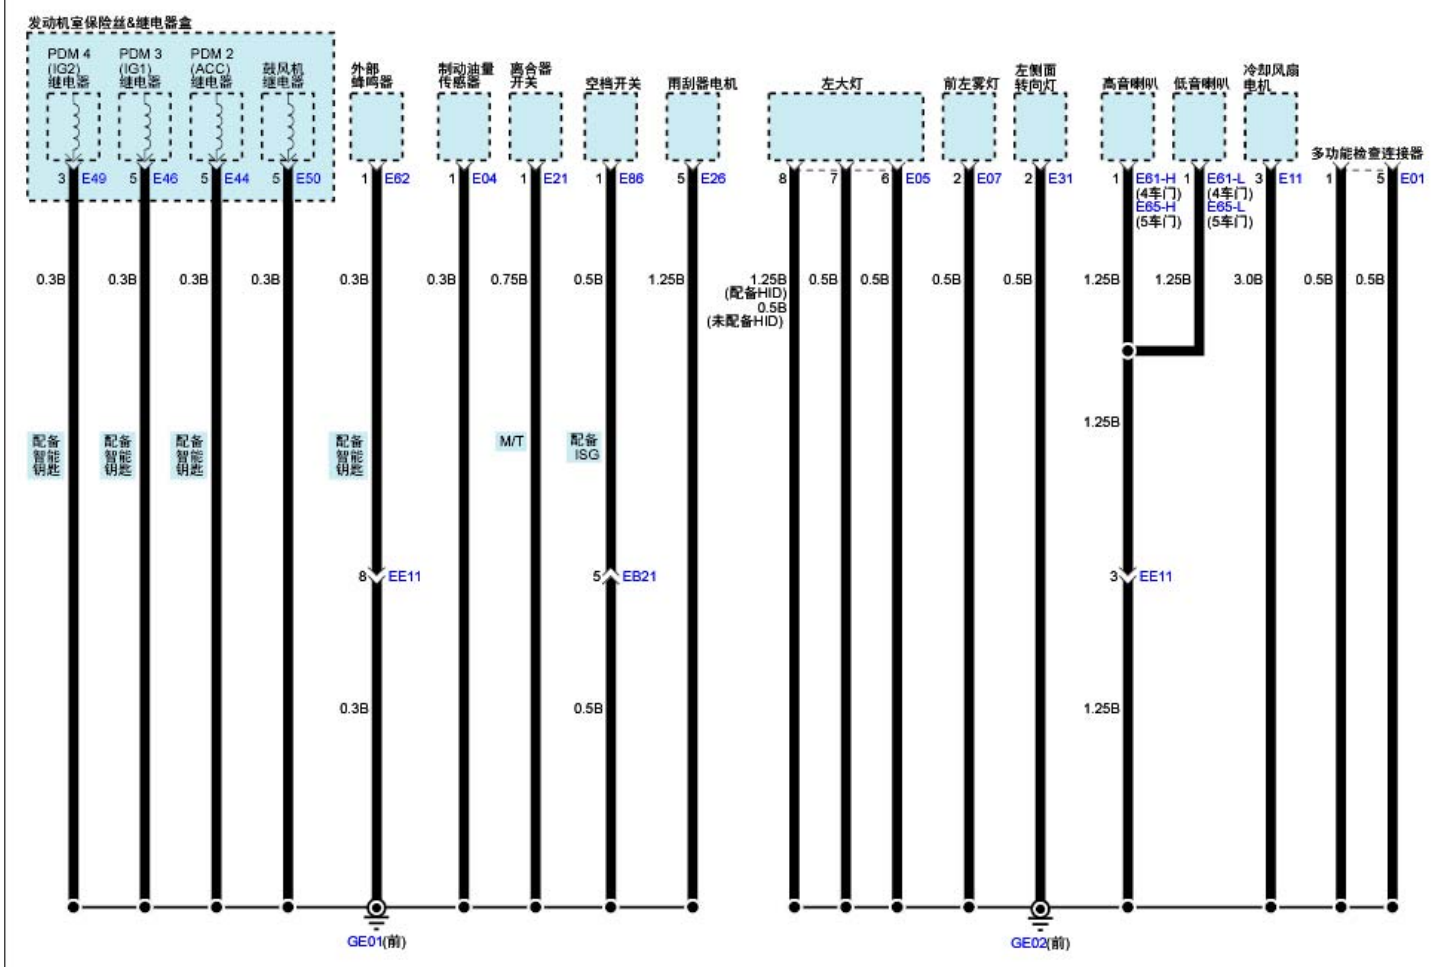 发动机室保险丝&继电器盒
PDM 4
(IG2)
继电器
PDM 3
(IG1)
继电器
PDM 2
(ACC)
继电器
鼓风机
继电器
外部
蜂鸣器
制动油量
传感器
离合器
开关
空档开关
雨刮器电机
左大灯
前左雾灯
左侧面
转向灯
高音喇叭
低音喇叭
冷却风扇
电机
多功能检查连接器
3 E49
5 E46
5 E44
5 E50
1 E62
1 E04
1 E21
1 E86
5 E26
8
7
6 E05
2 E07
2 E31
1 E61-H
(4车门)
E65-H
(5车门)
1 E61-L
(4车门)
E65-L
(5车门)
3 E11
1
5 E01
0.3B
0.3B
0.3B
0.3B
0.3B
0.3B
0.75B
0.5B
1.25B
1.25B
(配备HID)
0.5B
(未配备HID)
0.5B
0.5B
0.5B
0.5B
1.25B
1.25B
3.0B
0.5B
0.5B
1.25B
配备
智能
钥匙
配备
智能
钥匙
配备
智能
钥匙
配备
智能
钥匙
M/T
配备
ISG
8 EE11
5 EB21
3 EE11
0.3B
0.5B
1.25B
GE01(前)
GE02(前)